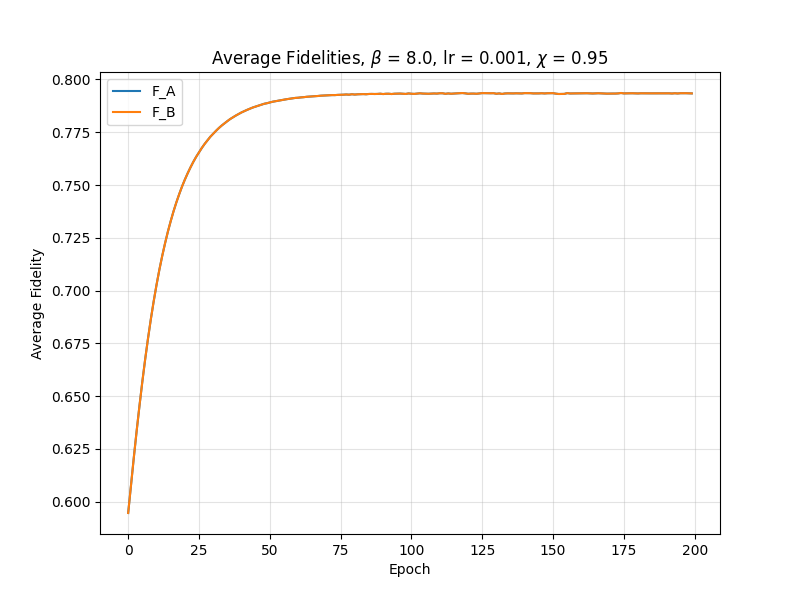 Average Fidelities, β = 8.0, lr = 0.001, χ = 0.95
F_A
F_B
Average Fidelity
0.800
0.775
0.750
0.725
0.700
0.675
0.650
0.625
0.600
0 25 50 75 100 125 150 175 200
Epoch